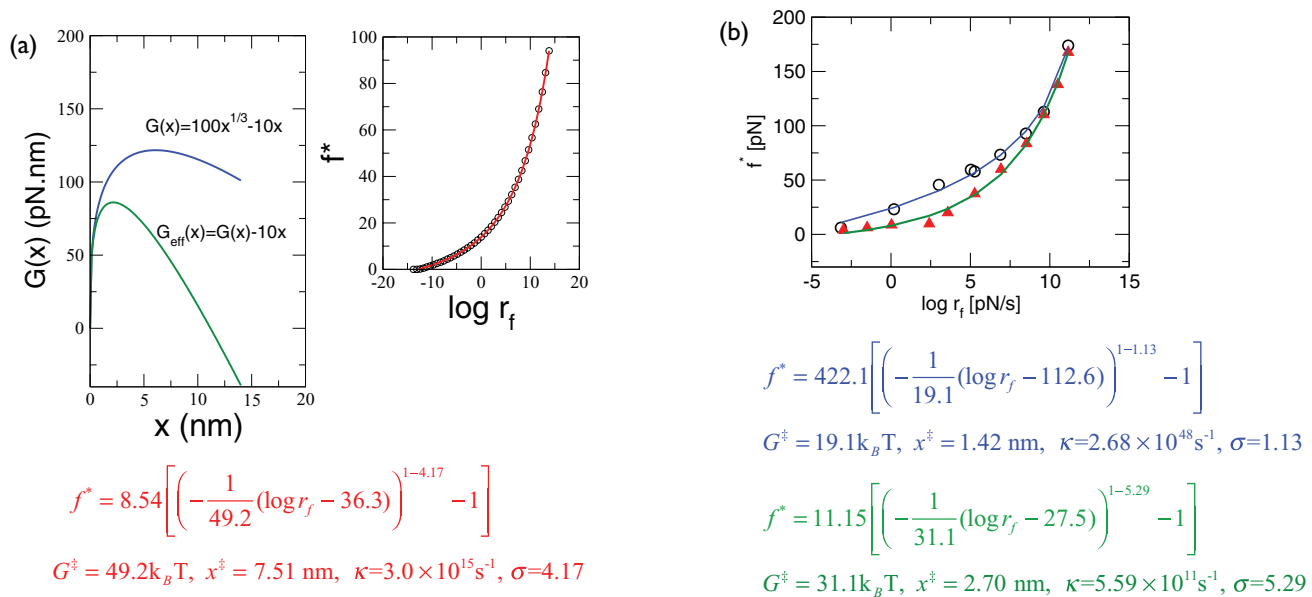 (a)
200
150
100
50
0
G(x) (pN.nm)
G(x)=100x^{1/3}-10x
G_{eff}(x)=G(x)-10x
0 5 10 15 20
x (nm)
100
80
60
40
20
0
f*
-20 -10 0 10 20
log r_f
f^* = 8.54[(-\frac{1}{49.2}(log r_f - 36.3))^{1-4.17} - 1]
G^‡ = 49.2k_BT, x^‡ = 7.51 nm, κ=3.0 × 10^{15}s^{-1}, σ=4.17
(b)
200
150
100
50
0
f^* [pN]
-5 0 5 10 15
log r_f [pN/s]
f^* = 422.1[(-\frac{1}{19.1}(log r_f - 112.6))^{1-1.13} - 1]
G^‡ = 19.1k_BT, x^‡ = 1.42 nm, κ=2.68 × 10^{48}s^{-1}, σ=1.13
f^* = 11.15[(-\frac{1}{31.1}(log r_f - 27.5))^{1-5.29} - 1]
G^‡ = 31.1k_BT, x^‡ = 2.70 nm, κ=5.59 × 10^{11}s^{-1}, σ=5.29